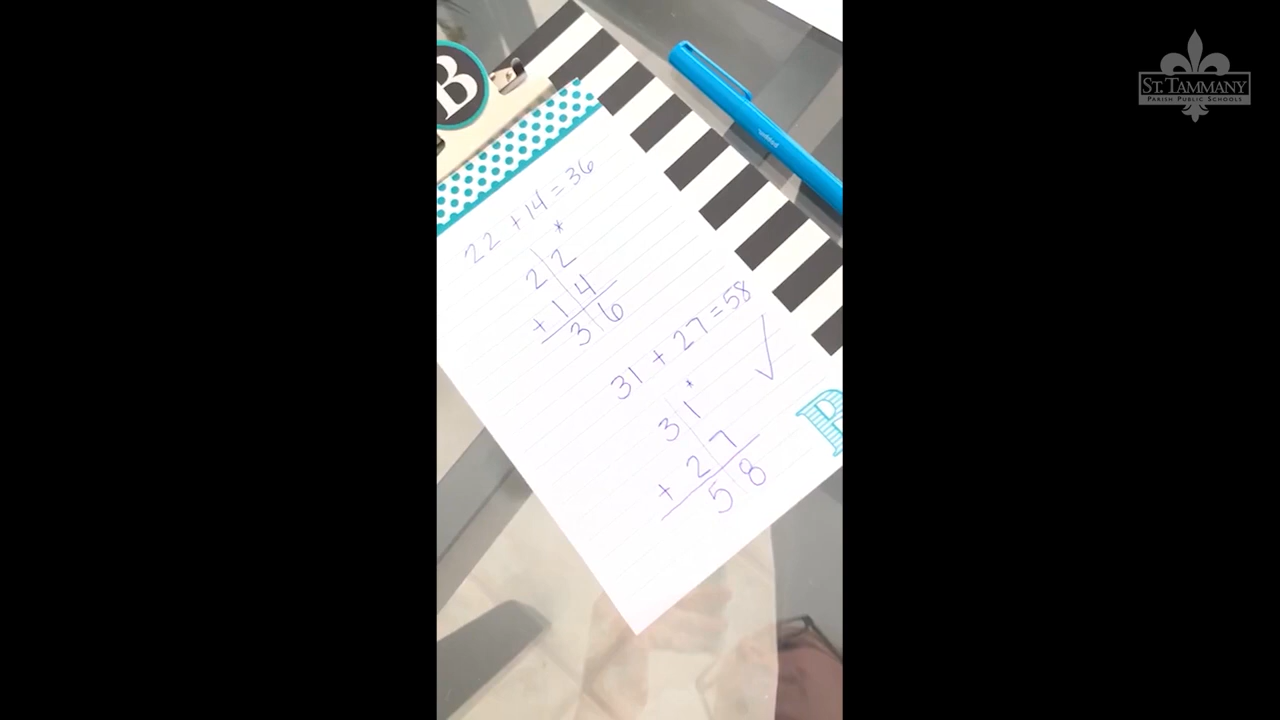 B
ST. TAMMANY
PARISH PUBLIC SCHOOLS
22 + 14 = 36
*
2 2
+ 1 4
3 6
31 + 27 = 58
*
3 1
+ 2 7
5 8
B